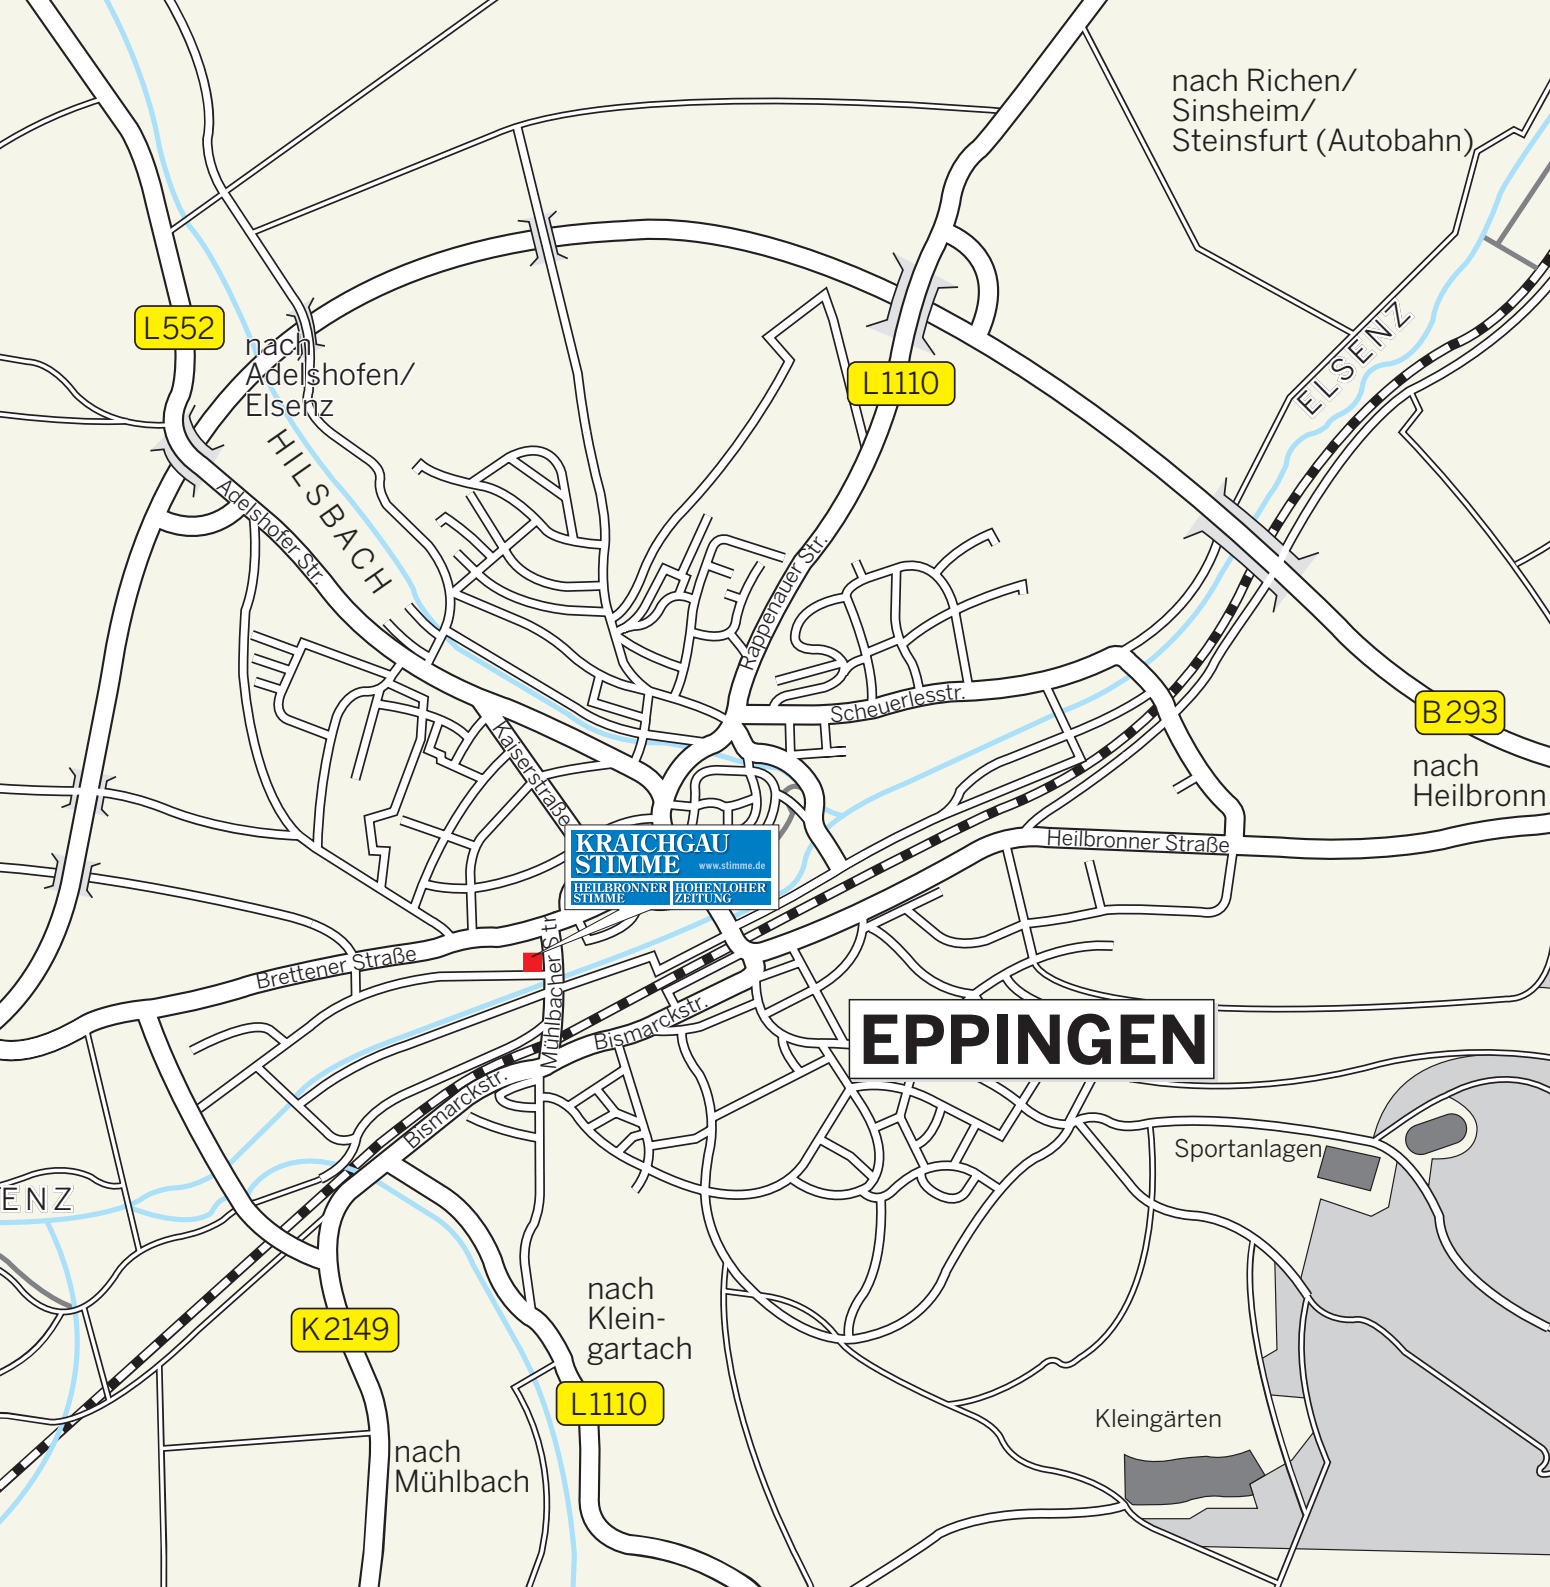 nach Richen/
Sinsheim/
Steinsfurt (Autobahn)
L552
nach
Adelshofen/
Elsenz
L1110
ELSENZ
HILSBACH
Adelshofer Str.
Rappenauer Str.
Scheuerlesstr.
B293
nach
Heilbronn
Kaiserstraße
KRAICHGAU
STIMME www.stimme.de
HEILBRONNER
STIMME
HOHENLOHER
ZEITUNG
Heilbronner Straße
Brettener Straße
Mühlbacher Str.
Bismarckstr.
EPPINGEN
Bismarckstr.
Sportanlagen
ENZ
K2149
nach
Klein-
gartach
L1110
Kleingärten
nach
Mühlbach